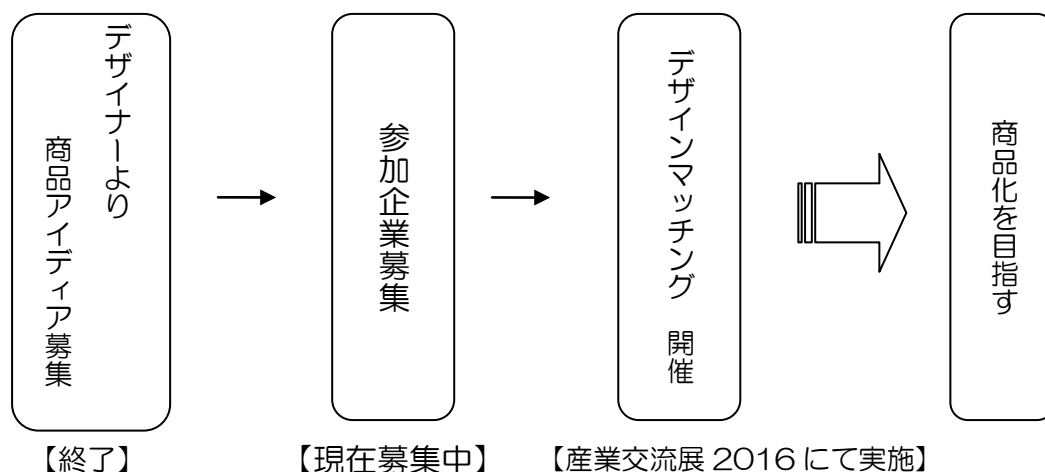 デザイナーより
商品アイディア募集
参加企業募集
デザインマッチング　開催
商品化を目指す
【終了】
【現在募集中】
【産業交流展 2016 にて実施】